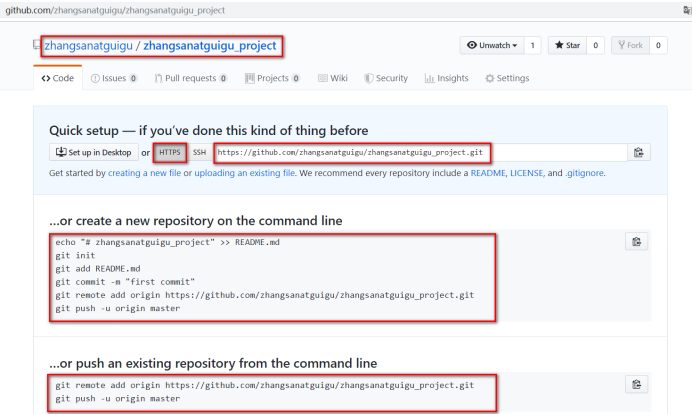 github.com/zhangsanatguigu/zhangsanatguigu_project
zhangsanatguigu / zhangsanatguigu_project
Unwatch 1 Star 0 Fork 0
Code Issues 0 Pull requests 0 Projects 0 Wiki Security Insights Settings
Quick setup — if you've done this kind of thing before
Set up in Desktop or HTTPS SSH https://github.com/zhangsanatguigu/zhangsanatguigu_project.git
Get started by creating a new file or uploading an existing file. We recommend every repository include a README, LICENSE, and .gitignore.
...or create a new repository on the command line
echo "# zhangsanatguigu_project" >> README.md
git init
git add README.md
git commit -m "first commit"
git remote add origin https://github.com/zhangsanatguigu/zhangsanatguigu_project.git
git push -u origin master
...or push an existing repository from the command line
git remote add origin https://github.com/zhangsanatguigu/zhangsanatguigu_project.git
git push -u origin master